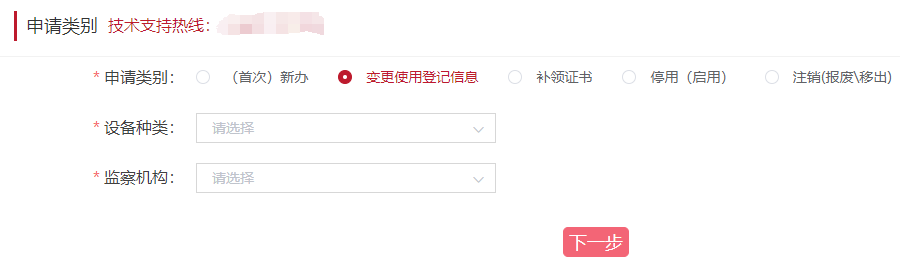 申请类别 技术支持热线：
* 申请类别： （首次）新办 变更使用登记信息 补领证书 停用（启用） 注销(报废\移出)
* 设备种类： 请选择
* 监察机构： 请选择
下一步